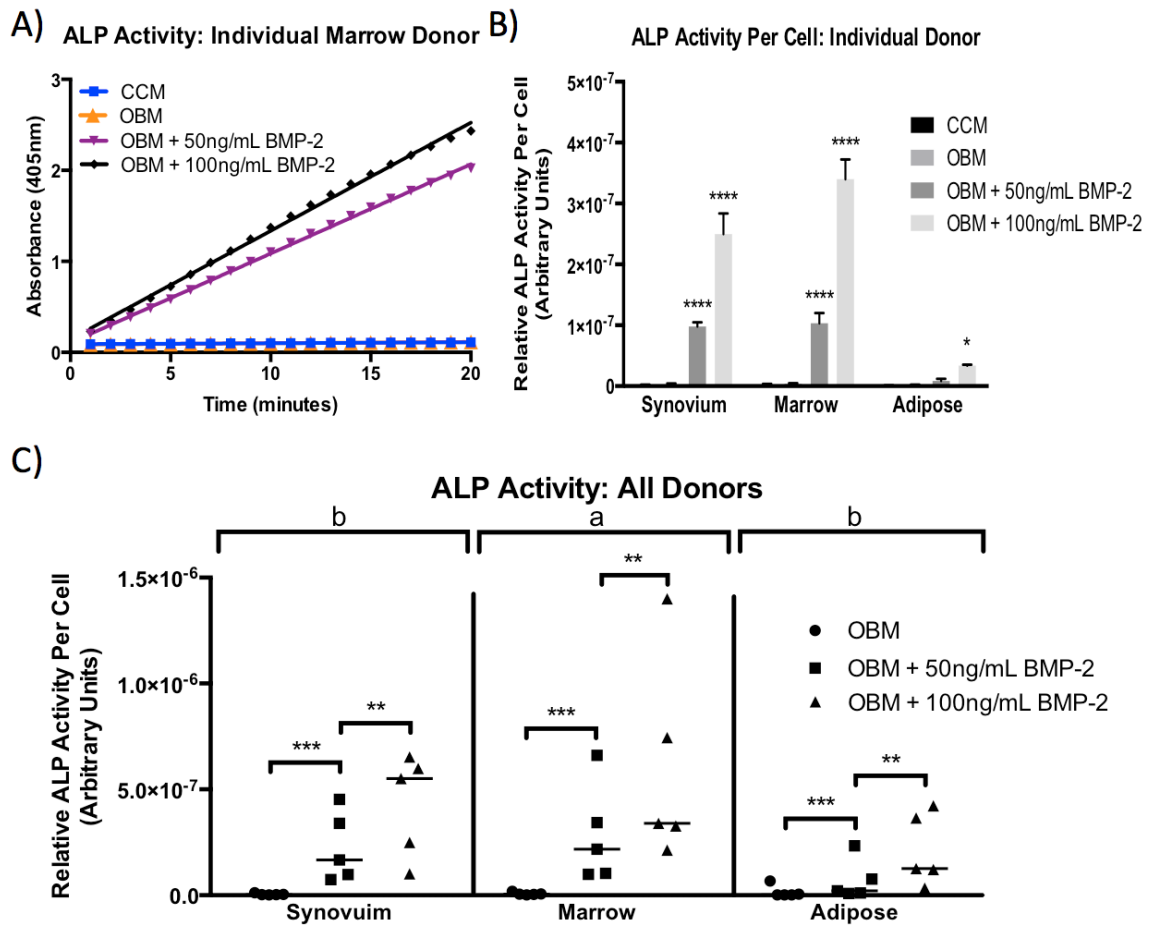 A)
ALP Activity: Individual Marrow Donor
3
2
1
0
0
5
10
15
20
Absorbance (405nm)
Time (minutes)
CCM
OBM
OBM + 50ng/mL BMP-2
OBM + 100ng/mL BMP-2
B)
ALP Activity Per Cell: Individual Donor
Relative ALP Activity Per Cell
(Arbitrary Units)
5×10-7
4×10-7
3×10-7
2×10-7
1×10-7
0
****
****
****
****
*
Synovium
Marrow
Adipose
CCM
OBM
OBM + 50ng/mL BMP-2
OBM + 100ng/mL BMP-2
C)
ALP Activity: All Donors
b
a
b
Relative ALP Activity Per Cell
(Arbitrary Units)
1.5×10-6
1.0×10-6
5.0×10-7
0.0
***
**
***
**
***
**
OBM
OBM + 50ng/mL BMP-2
OBM + 100ng/mL BMP-2
Synovuim
Marrow
Adipose